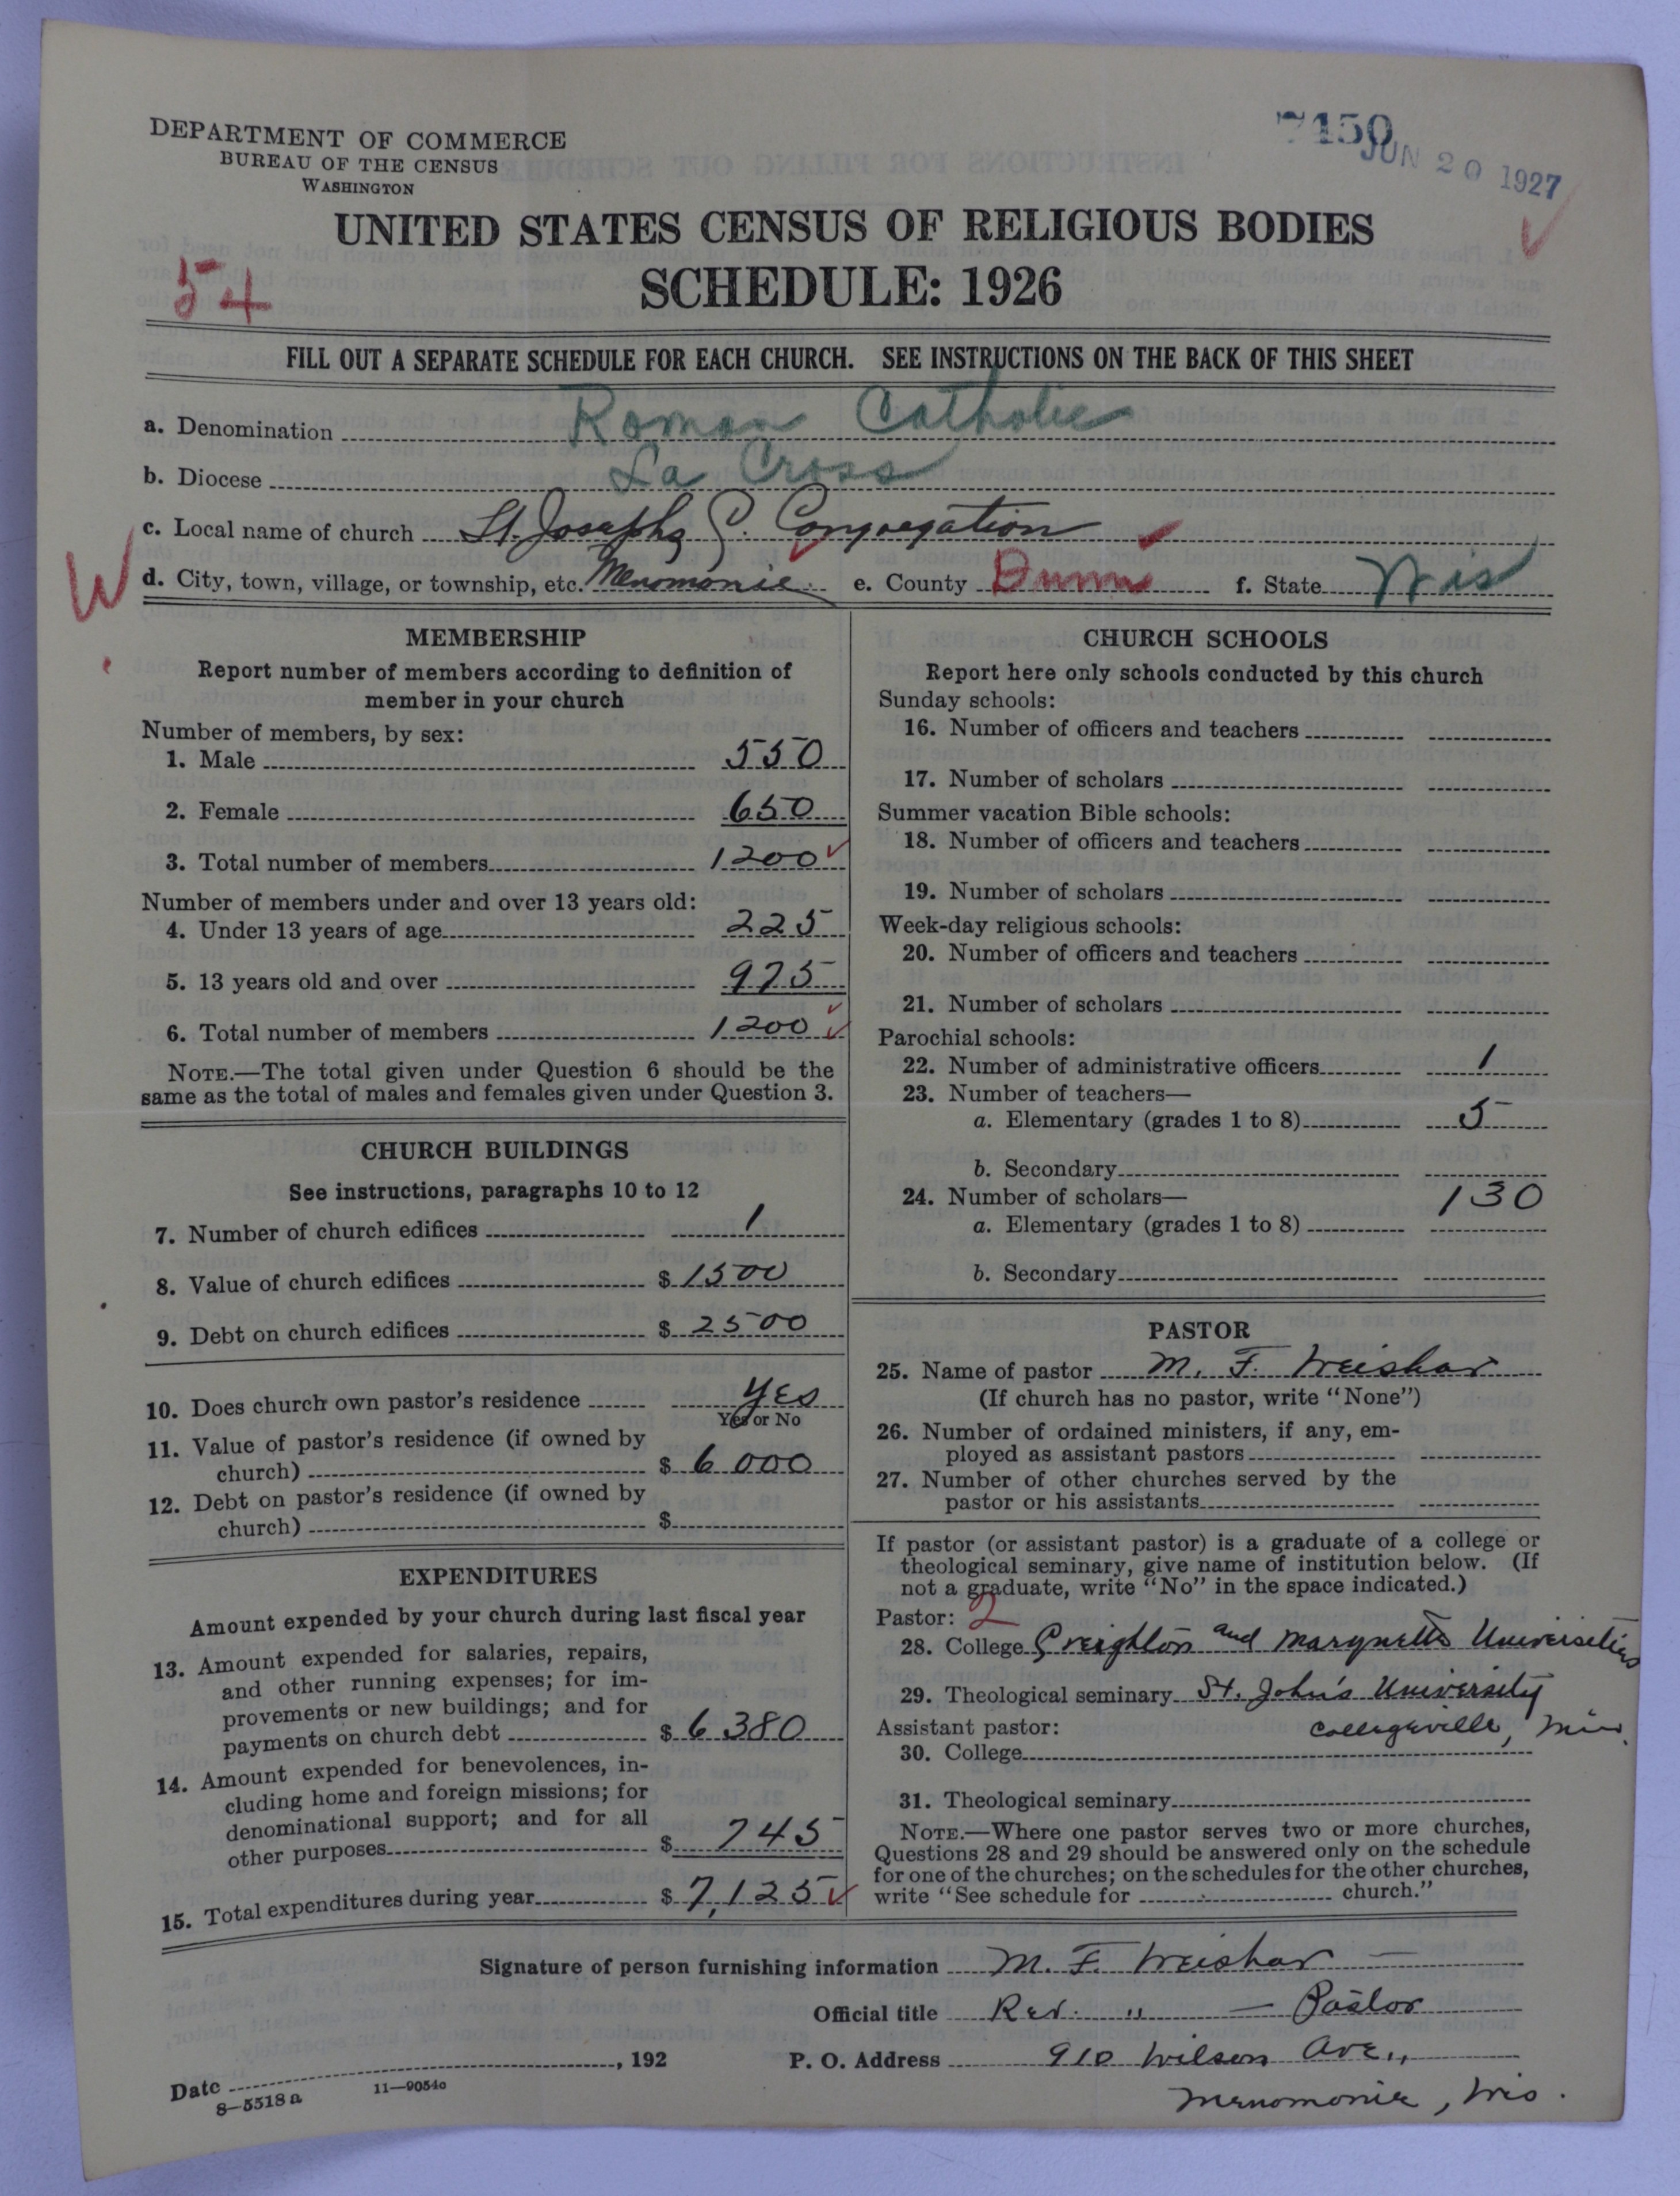 DEPARTMENT OF COMMERCE
BUREAU OF THE CENSUS
WASHINGTON
7450
JUN 20 1927
UNITED STATES CENSUS OF RELIGIOUS BODIES
SCHEDULE: 1926
54
FILL OUT A SEPARATE SCHEDULE FOR EACH CHURCH. SEE INSTRUCTIONS ON THE BACK OF THIS SHEET
a. Denomination Roman Catholic
b. Diocese La Cross
c. Local name of church St. Josephs C. Congregation
W
d. City, town, village, or township, etc. Menomonie e. County Dunn f. State Wis
MEMBERSHIP
Report number of members according to definition of
member in your church
Number of members, by sex:
1. Male 550
2. Female 650
3. Total number of members 1200
Number of members under and over 13 years old:
4. Under 13 years of age 225
5. 13 years old and over 975
6. Total number of members 1200
NOTE.—The total given under Question 6 should be the
same as the total of males and females given under Question 3.
CHURCH BUILDINGS
See instructions, paragraphs 10 to 12
7. Number of church edifices 1
8. Value of church edifices $ 1500
9. Debt on church edifices $ 2500
10. Does church own pastor's residence Yes
Yes or No
11. Value of pastor's residence (if owned by
church) $ 6000
12. Debt on pastor's residence (if owned by
church) $
EXPENDITURES
Amount expended by your church during last fiscal year
13. Amount expended for salaries, repairs,
and other running expenses; for im-
provements or new buildings; and for
payments on church debt $ 6380
14. Amount expended for benevolences, in-
cluding home and foreign missions; for
denominational support; and for all
other purposes $ 745
15. Total expenditures during year $ 7,125
CHURCH SCHOOLS
Report here only schools conducted by this church
Sunday schools:
16. Number of officers and teachers
17. Number of scholars
Summer vacation Bible schools:
18. Number of officers and teachers
19. Number of scholars
Week-day religious schools:
20. Number of officers and teachers
21. Number of scholars
Parochial schools:
22. Number of administrative officers 1
23. Number of teachers—
a. Elementary (grades 1 to 8) 5
b. Secondary
24. Number of scholars—
a. Elementary (grades 1 to 8) 130
b. Secondary
PASTOR
25. Name of pastor M. F. Weishar
(If church has no pastor, write "None")
26. Number of ordained ministers, if any, em-
ployed as assistant pastors
27. Number of other churches served by the
pastor or his assistants
If pastor (or assistant pastor) is a graduate of a college or
theological seminary, give name of institution below. (If
not a graduate, write "No" in the space indicated.)
Pastor: 2
28. College Creighton and Marquette Universities
29. Theological seminary St. John's University
Assistant pastor: Collegeville, Minn.
30. College
31. Theological seminary
NOTE.—Where one pastor serves two or more churches,
Questions 28 and 29 should be answered only on the schedule
for one of the churches; on the schedules for the other churches,
write "See schedule for church."
Signature of person furnishing information M. F. Weishar
Official title Rev. " — Pastor
Date , 192 P. O. Address 910 Wilson Ave.,
8—5518 a 11—9054c
Menomonie, Wis.